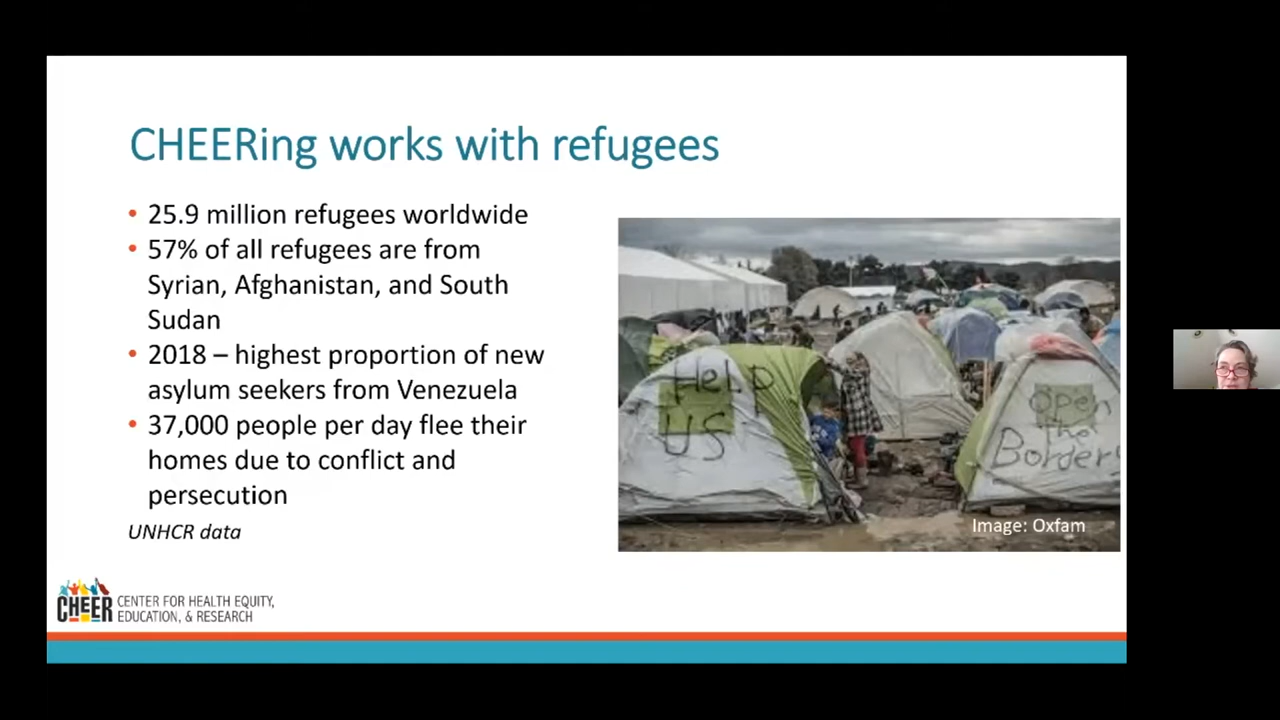 CHEERing works with refugees
• 25.9 million refugees worldwide
• 57% of all refugees are from
Syrian, Afghanistan, and South
Sudan
• 2018 – highest proportion of new
asylum seekers from Venezuela
• 37,000 people per day flee their
homes due to conflict and
persecution
UNHCR data
HeLP
US
open
the
Border
Image: Oxfam
CHEER
CENTER FOR HEALTH EQUITY,
EDUCATION, & RESEARCH